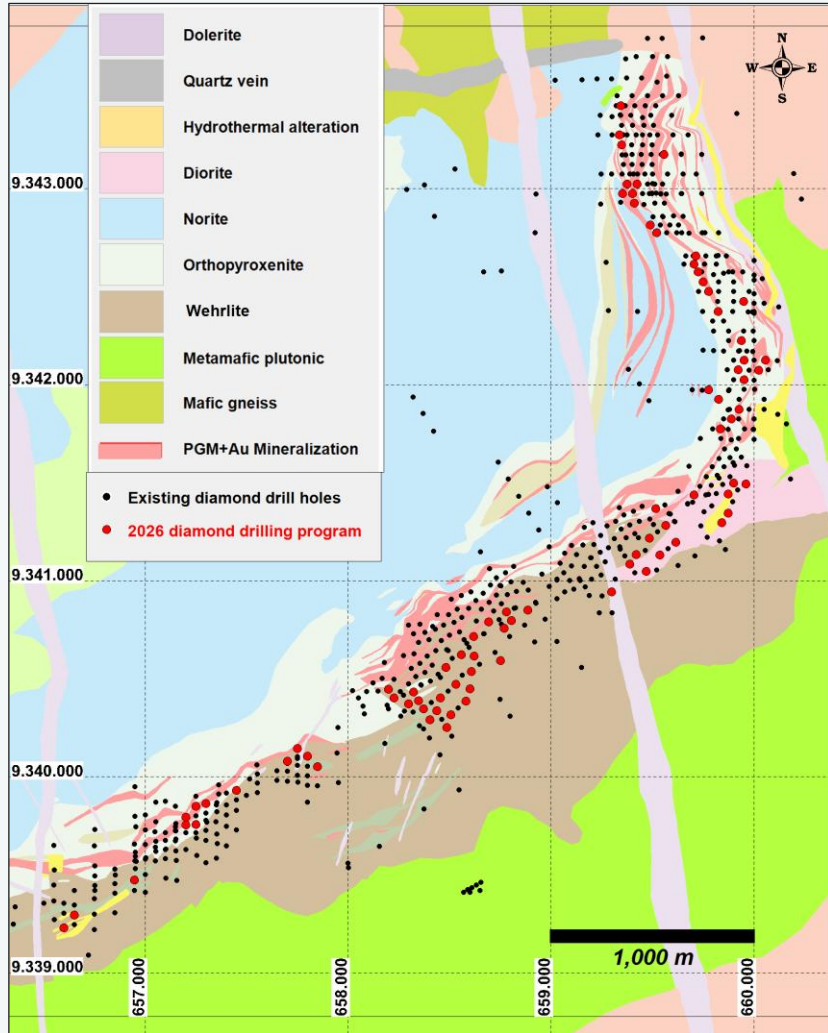 Dolerite
Quartz vein
Hydrothermal alteration
Diorite
Norite
Orthopyroxenite
Wehrlite
Metamafic plutonic
Mafic gneiss
PGM+Au Mineralization
Existing diamond drill holes
2026 diamond drilling program
N
W E
S
9.343.000
9.342.000
9.341.000
9.340.000
9.339.000
657.000
658.000
659.000
660.000
1,000 m